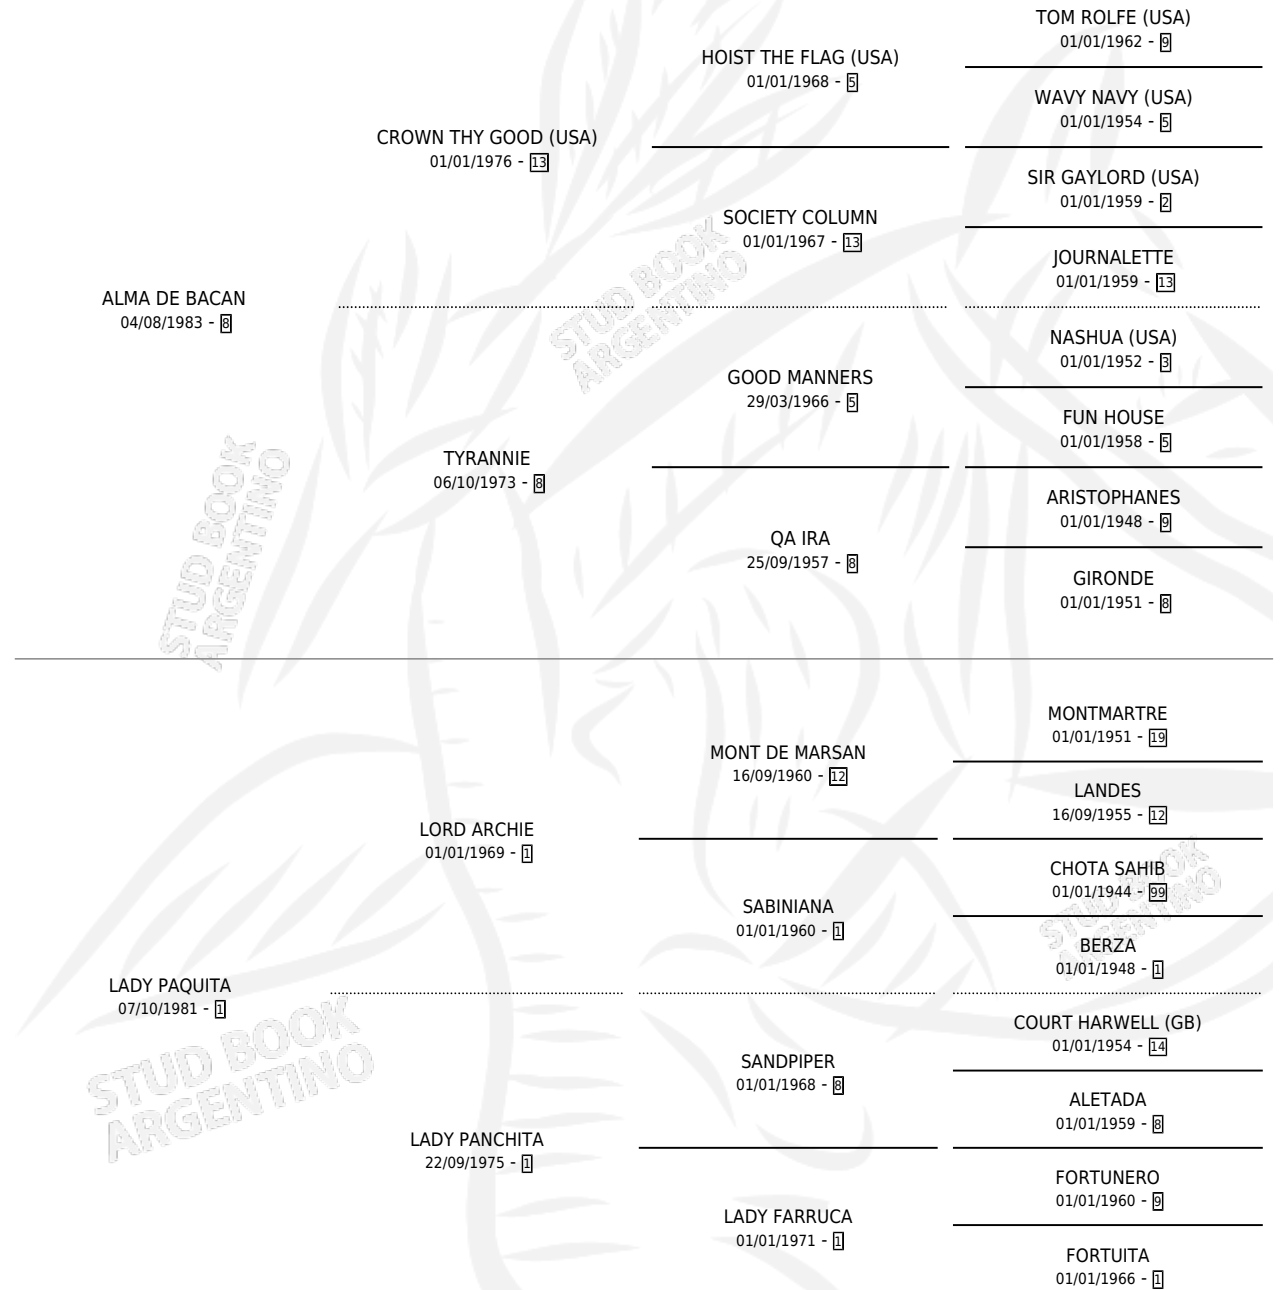 TOM ROLFE (USA)
01/01/1962 - 9
HOIST THE FLAG (USA)
01/01/1968 - 5
WAVY NAVY (USA)
01/01/1954 - 5
CROWN THY GOOD (USA)
01/01/1976 - 13
SIR GAYLORD (USA)
01/01/1959 - 2
SOCIETY COLUMN
01/01/1967 - 13
JOURNALETTE
01/01/1959 - 13
ALMA DE BACAN
04/08/1983 - 8
STUD BOOK
ARGENTINO
NASHUA (USA)
01/01/1952 - 3
GOOD MANNERS
29/03/1966 - 5
FUN HOUSE
01/01/1958 - 5
TYRANNIE
06/10/1973 - 8
ARISTOPHANES
01/01/1948 - 9
QA IRA
25/09/1957 - 8
GIRONDE
01/01/1951 - 8
STUD BOOK
ARGENTINO
MONTMARTRE
01/01/1951 - 19
MONT DE MARSAN
16/09/1960 - 12
LANDES
16/09/1955 - 12
LORD ARCHIE
01/01/1969 - 1
CHOTA SAHIB
01/01/1944 - 99
SABINIANA
01/01/1960 - 1
STUD BOOK
ARGENTINO
BERZA
01/01/1948 - 1
LADY PAQUITA
07/10/1981 - 1
COURT HARWELL (GB)
01/01/1954 - 14
SANDPIPER
01/01/1968 - 8
STUD BOOK
ARGENTINO
ALETADA
01/01/1959 - 8
LADY PANCHITA
22/09/1975 - 1
FORTUNERO
01/01/1960 - 9
LADY FARRUCA
01/01/1971 - 1
FORTUITA
01/01/1966 - 1